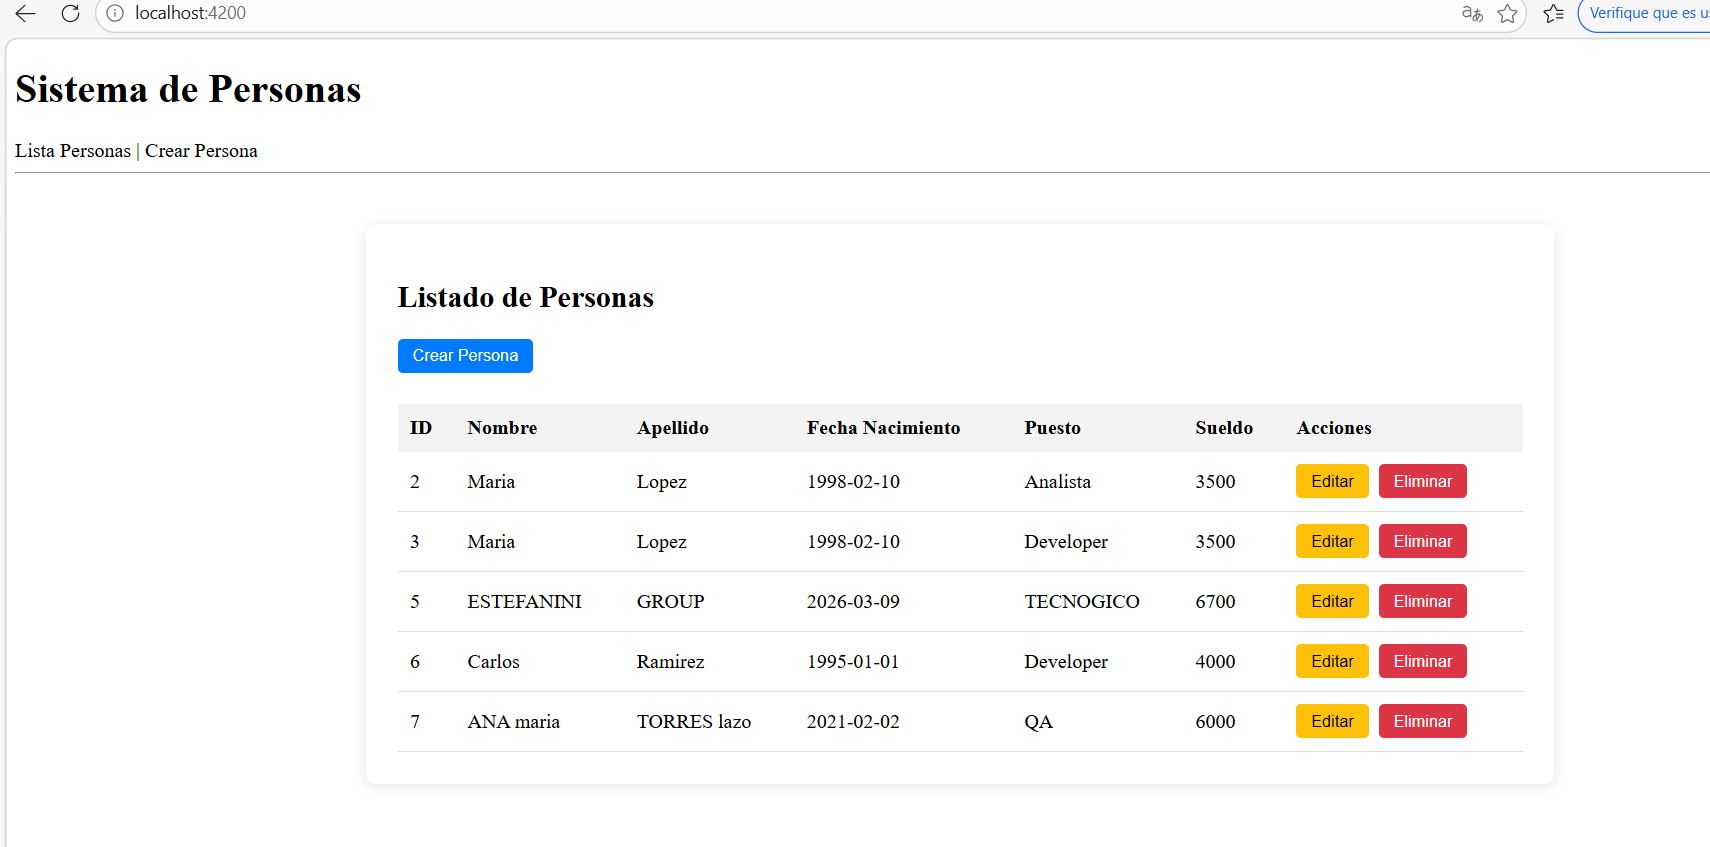 localhost:4200
Verifique que es u
Sistema de Personas
Lista Personas | Crear Persona
Listado de Personas
Crear Persona
ID Nombre Apellido Fecha Nacimiento Puesto Sueldo Acciones
2 Maria Lopez 1998-02-10 Analista 3500 Editar Eliminar
3 Maria Lopez 1998-02-10 Developer 3500 Editar Eliminar
5 ESTEFANINI GROUP 2026-03-09 TECNOGICO 6700 Editar Eliminar
6 Carlos Ramirez 1995-01-01 Developer 4000 Editar Eliminar
7 ANA maria TORRES lazo 2021-02-02 QA 6000 Editar Eliminar